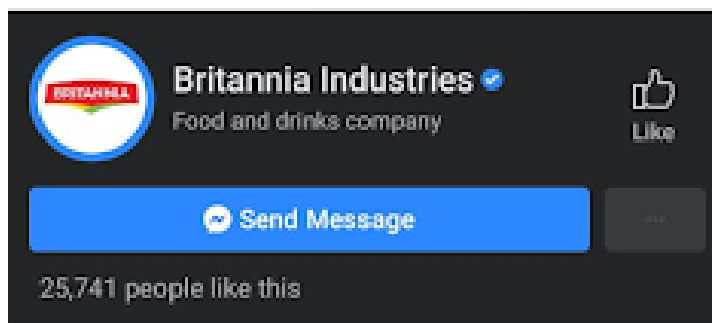 BRITANNIA
Britannia Industries
Food and drinks company
Like
Send Message
...
25,741 people like this